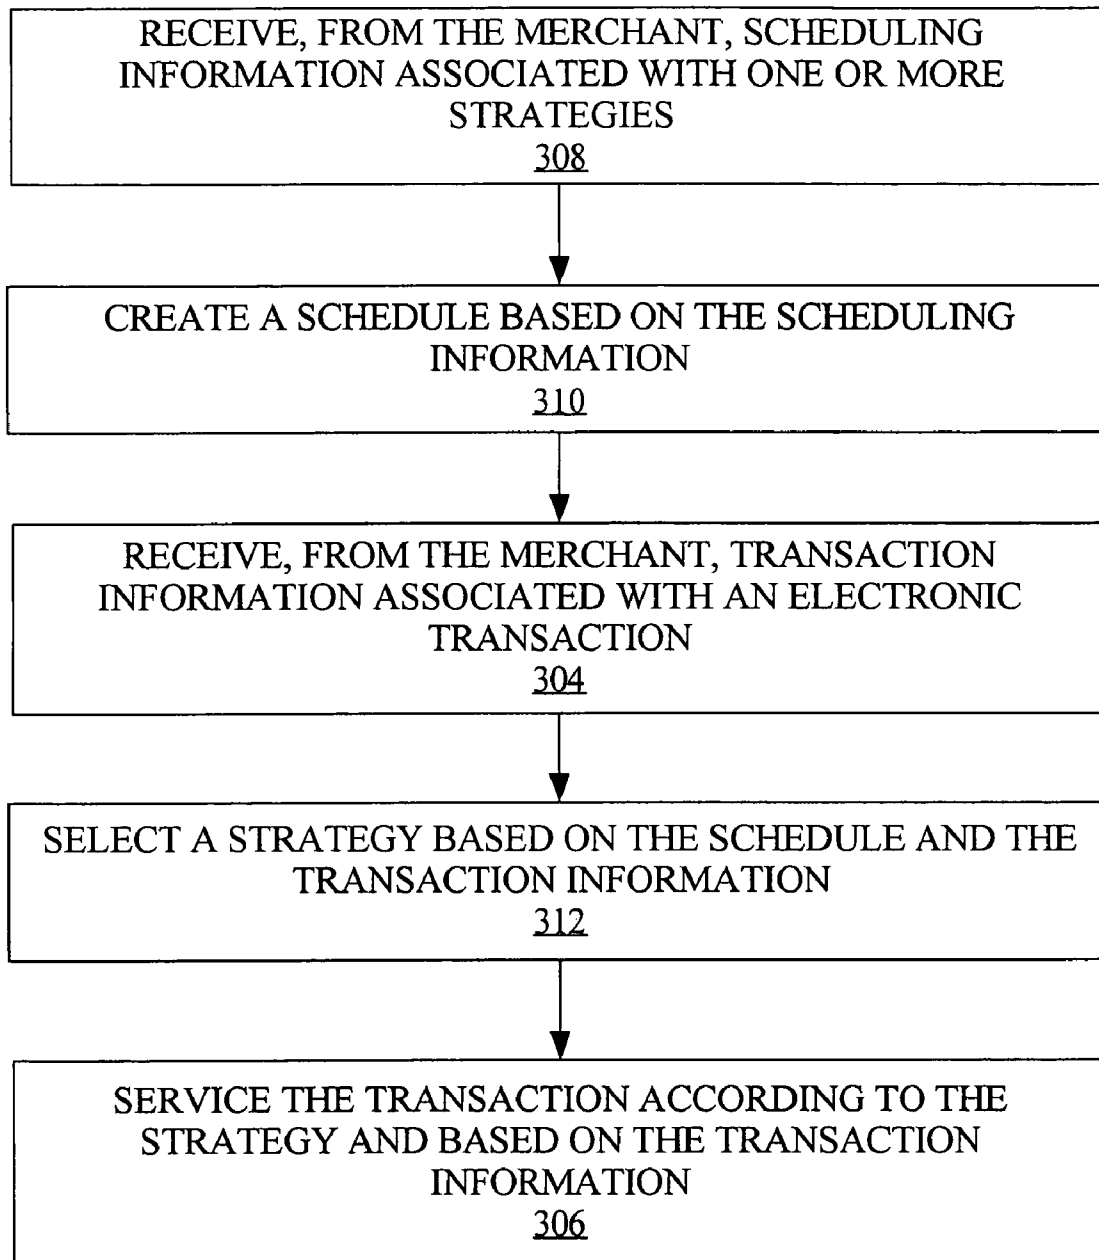 RECEIVE, FROM THE MERCHANT, SCHEDULING
INFORMATION ASSOCIATED WITH ONE OR MORE
STRATEGIES
308
CREATE A SCHEDULE BASED ON THE SCHEDULING
INFORMATION
310
RECEIVE, FROM THE MERCHANT, TRANSACTION
INFORMATION ASSOCIATED WITH AN ELECTRONIC
TRANSACTION
304
SELECT A STRATEGY BASED ON THE SCHEDULE AND THE
TRANSACTION INFORMATION
312
SERVICE THE TRANSACTION ACCORDING TO THE
STRATEGY AND BASED ON THE TRANSACTION
INFORMATION
306